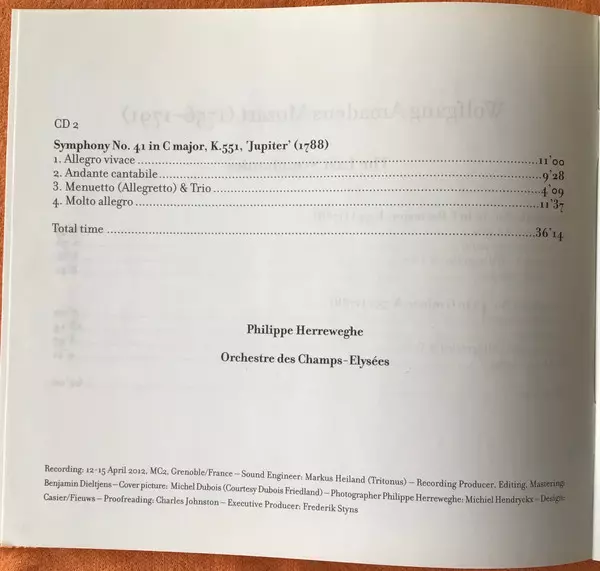 CD 2
Symphony No. 41 in C major, K.551, 'Jupiter' (1788)
1. Allegro vivace ........ 11'00
2. Andante cantabile ........ 9'28
3. Menuetto (Allegretto) & Trio ........ 4'09
4. Molto allegro ........ 11'37
Total time ........ 36'14
Philippe Herreweghe
Orchestre des Champs-Elysées
Recording: 12-15 April 2012, MC2, Grenoble/France – Sound Engineer: Markus Heiland (Tritonus) – Recording Producer, Editing, Mastering:
Benjamin Dieltjens – Cover picture: Michel Dubois (Courtesy Dubois Friedland) – Photographer Philippe Herreweghe: Michiel Hendryckx – Design:
Casier/Fieuws – Proofreading: Charles Johnston – Executive Producer: Frederik Styns